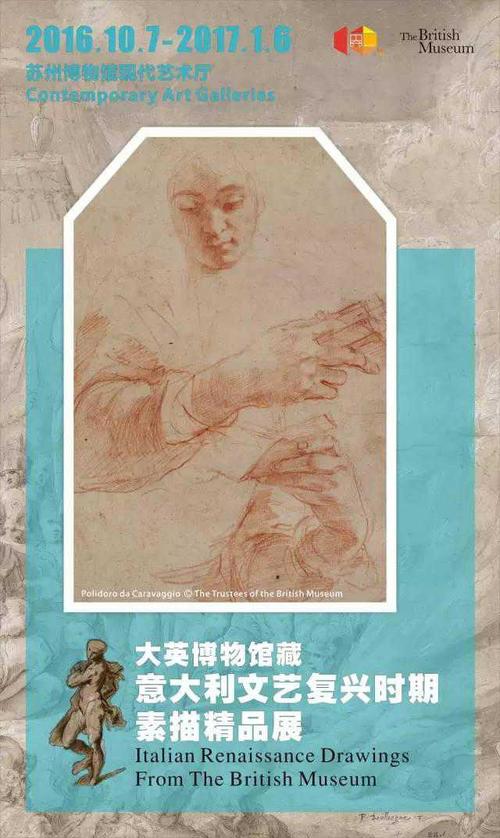 2016.10.7-2017.1.6
苏州博物馆现代艺术厅
Contemporary Art Galleries
The British
Museum
Polidoro da Caravaggio © The Trustees of the British Museum
大英博物馆藏
意大利文艺复兴时期
素描精品展
Italian Renaissance Drawings
From The British Museum